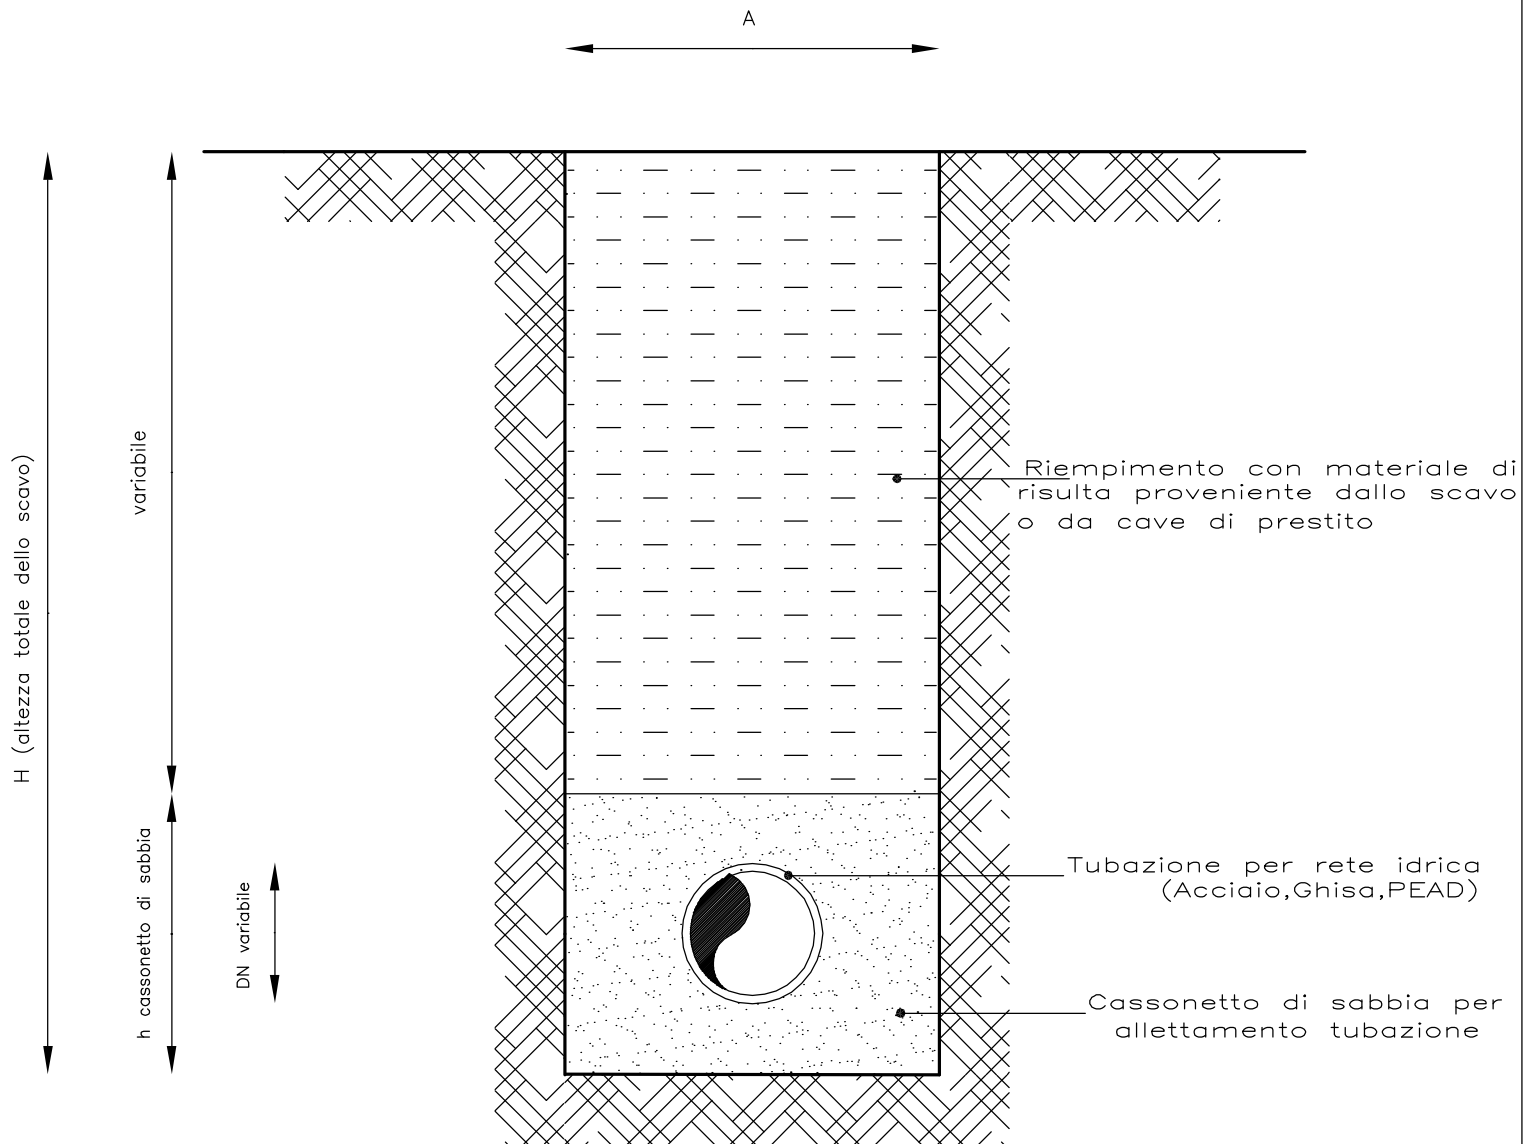 A
H (altezza totale dello scavo)
variabile
h cassonetto di sabbia
DN variabile
Riempimento con materiale di
risulta proveniente dallo scavo
o da cave di prestito
Tubazione per rete idrica
(Acciaio,Ghisa,PEAD)
Cassonetto di sabbia per
allettamento tubazione